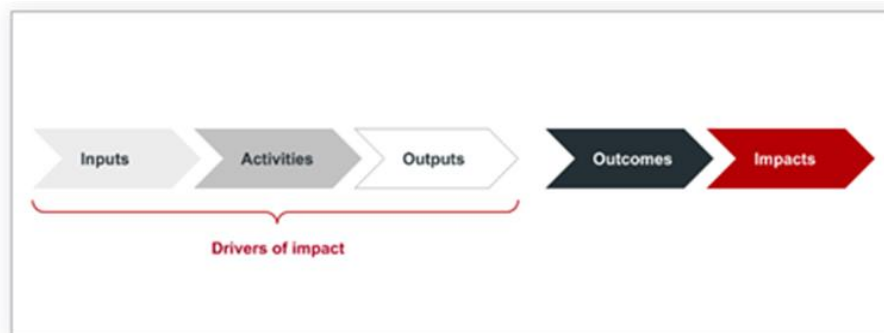 Inputs
Activities
Outputs
Outcomes
Impacts
Drivers of impact